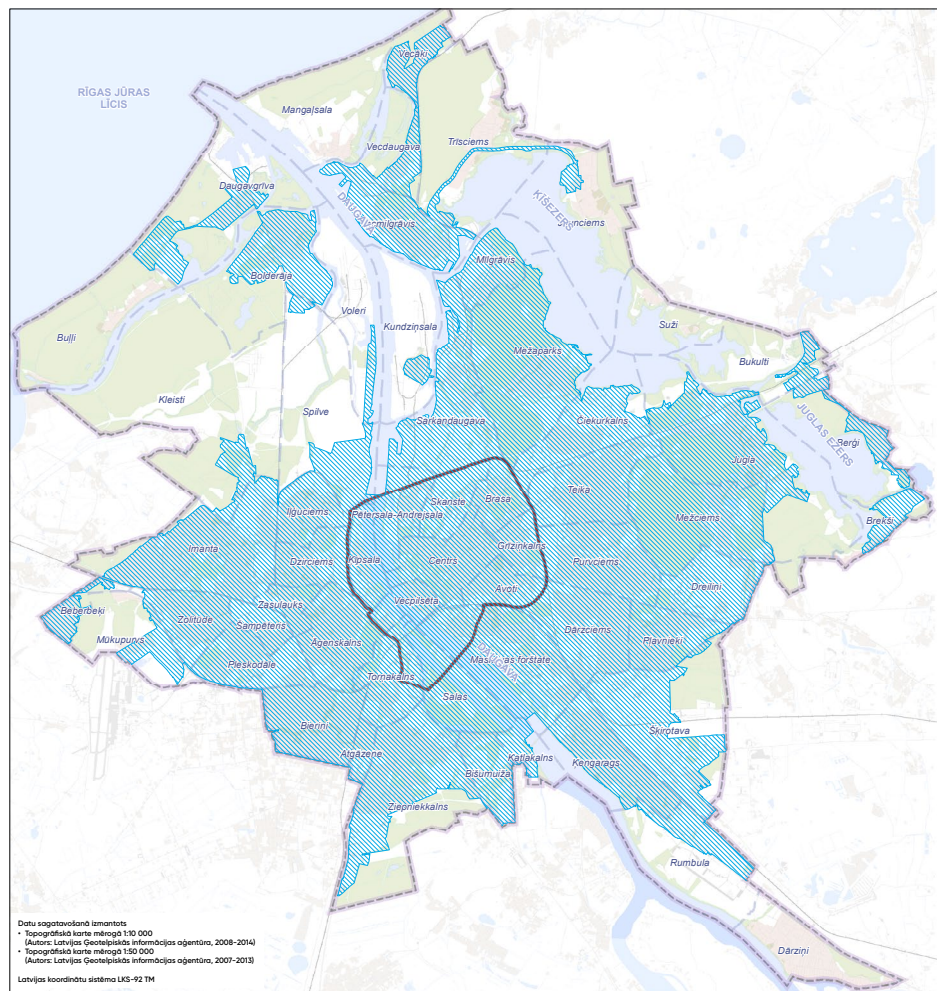 Vecāķi
RĪGAS JŪRAS
LĪCIS
Mangaļsala
Vecdaugava
Trīsciems
Daugavgrīva
DAUGAVA
ĶĪŠEZERS
Mīlgrāvis
Bolderāja
Voleri
Kundziņsala
Suži
Buļļi
Mežaparks
Bukulti
Kleisti
Spilve
Sarkandaugava
Čiekurkalns
JUGLAS EZERS
Berģi
Jugla
Teika
Skanste
Brasa
Iļģuciems
Pētersala-Andrejsala
Mežciems
Brekši
Imanta
Dzirciems
Ķīpsala
Centrs
Grīziņkalns
Purvciems
Dreiliņi
Beberbeķi
Zolitūde
Zasulauks
Vecpilsēta
Avoti
Šampēteris
Dārzciems
Pļavnieki
Mūkupurvs
Āgenskalns
Pleskodāle
DAUGAVA
Torņakalns
Salas
Bieriņi
Šķirotava
Atgāzene
Katlakalns
Ķengarags
Bišumuiža
Ziepniekkalns
Rumbula
Dārziņi
Datu sagatavošanā izmantots
• Topogrāfiskā karte mērogā 1:10 000
(Autors: Latvijas Ģeotelpiskās informācijas aģentūra, 2008-2014)
• Topogrāfiskā karte mērogā 1:50 000
(Autors: Latvijas Ģeotelpiskās informācijas aģentūra, 2007-2013)
Latvijas koordinātu sistēma LKS-92 TM